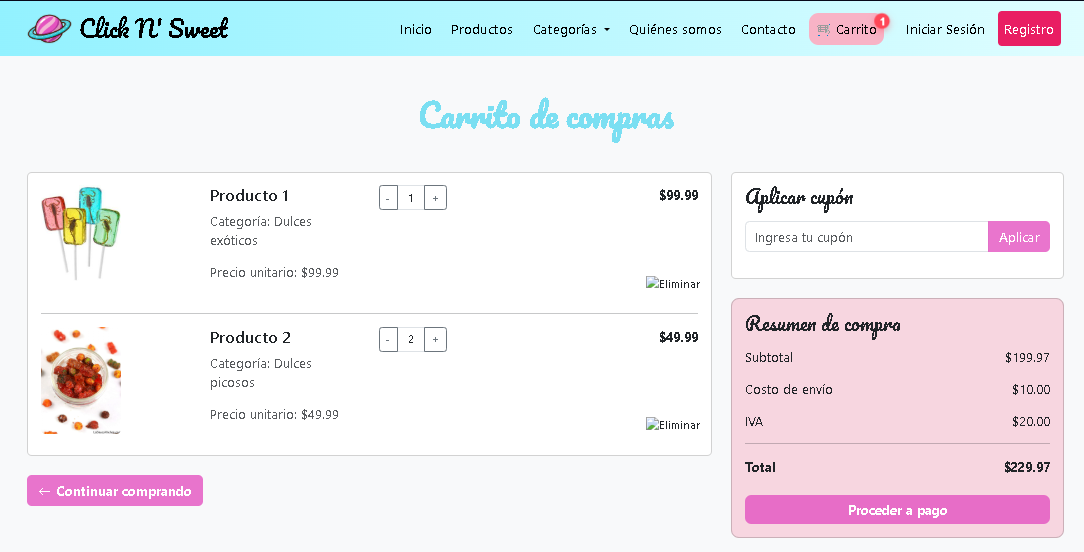 Click N' Sweet
Inicio Productos Categorías Quiénes somos Contacto Carrito 1 Iniciar Sesión Registro
Carrito de compras
Producto 1
Categoría: Dulces
exóticos
Precio unitario: $99.99
- 1 +
$99.99
Eliminar
Producto 2
Categoría: Dulces
picosos
Precio unitario: $49.99
- 2 +
$49.99
Eliminar
← Continuar comprando
Aplicar cupón
Ingresa tu cupón Aplicar
Resumen de compra
Subtotal $199.97
Costo de envío $10.00
IVA $20.00
Total $229.97
Proceder a pago